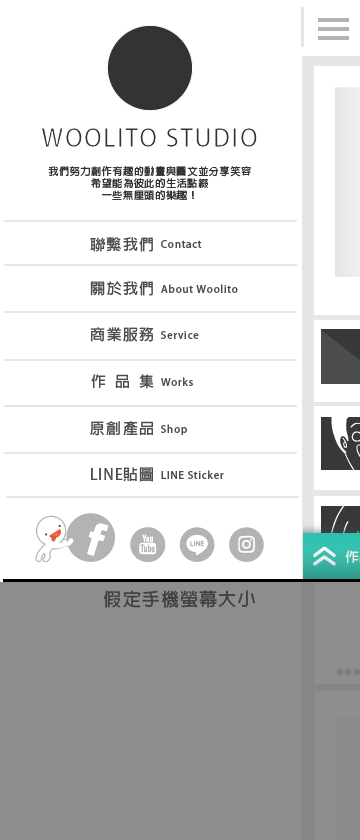 WOOLITO STUDIO
我們努力創作有趣的動畫與圖文並分享笑容
希望能為彼此的生活點綴
一些無厘頭的樂趣！
聯繫我們 Contact
關於我們 About Woolito
商業服務 Service
作品集 Works
原創產品 Shop
LINE貼圖 LINE Sticker
f
You
Tube
LINE
作
假定手機螢幕大小